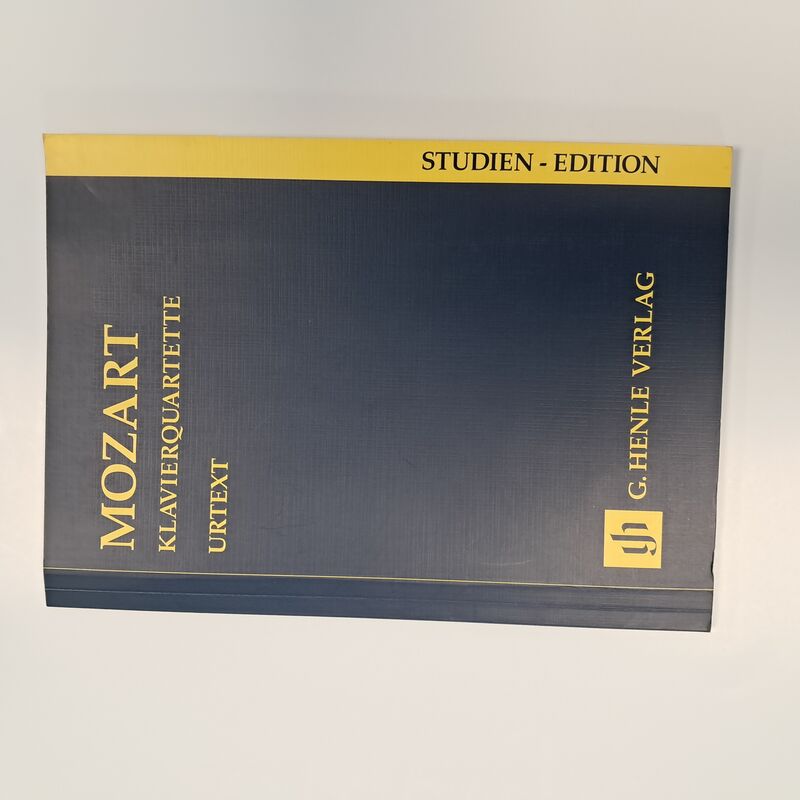 MOZART
KLAVIERQUARTETTE
URTEXT
G. HENLE VERLAG
STUDIEN - EDITION